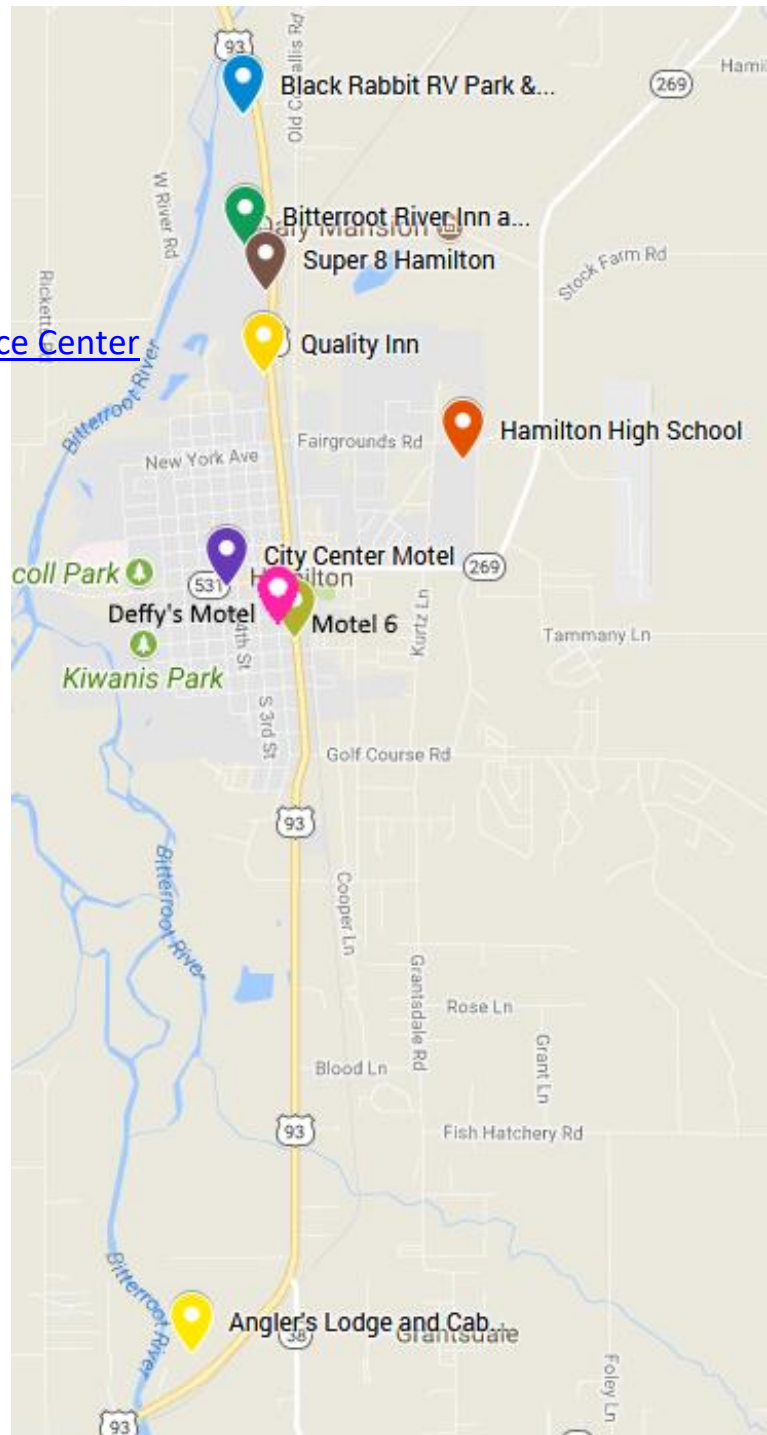 93
Black Rabbit RV Park &...
Old Corvallis Rd
269
Hami
W River Rd
Bitterroot River Inn a...
Daly Mansion
Super 8 Hamilton
Stock Farm Rd
Ricketts Rd
ce Center
Quality Inn
Bitterroot River
Fairgrounds Rd
Hamilton High School
New York Ave
City Center Motel
269
coll Park
531
Hamilton
Deffy's Motel
Motel 6
Kurtz Ln
4th St
Tammany Ln
Kiwanis Park
S 3rd St
Golf Course Rd
93
Bitterroot River
Cooper Ln
Grantsdale Rd
Rose Ln
Grant Ln
Blood Ln
93
Fish Hatchery Rd
Bitterroot River
Angler's Lodge and Cab...
38
Grantsdale
Foley Ln
93